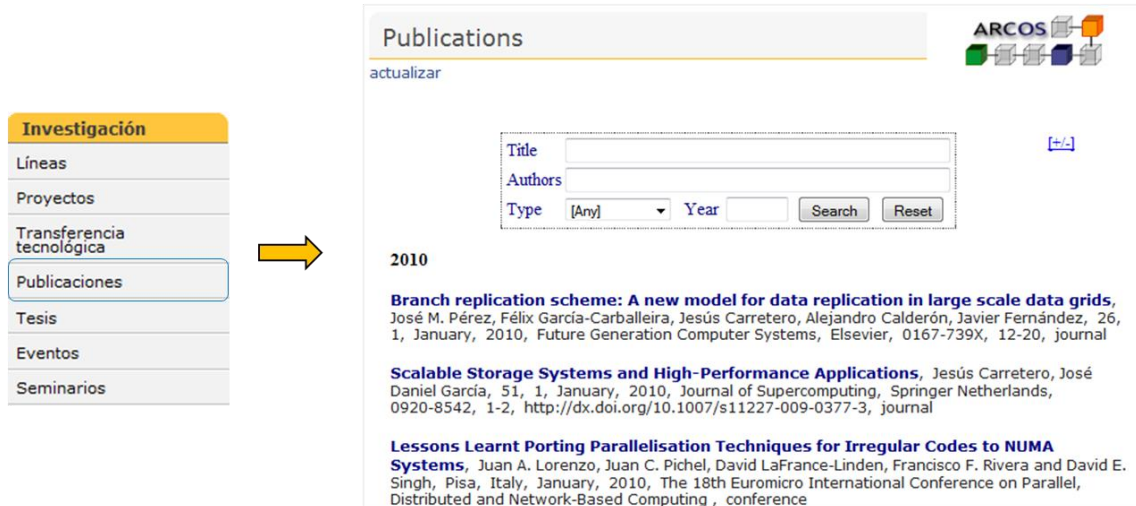 Investigación
Líneas
Proyectos
Transferencia
tecnológica
Publicaciones
Tesis
Eventos
Seminarios
Publications
ARCOS
actualizar
[+/-]
Title
Authors
Type [Any] Year Search Reset
2010
Branch replication scheme: A new model for data replication in large scale data grids,
José M. Pérez, Félix García-Carballeira, Jesús Carretero, Alejandro Calderón, Javier Fernández, 26,
1, January, 2010, Future Generation Computer Systems, Elsevier, 0167-739X, 12-20, journal
Scalable Storage Systems and High-Performance Applications, Jesús Carretero, José
Daniel García, 51, 1, January, 2010, Journal of Supercomputing, Springer Netherlands,
0920-8542, 1-2, http://dx.doi.org/10.1007/s11227-009-0377-3, journal
Lessons Learnt Porting Parallelisation Techniques for Irregular Codes to NUMA
Systems, Juan A. Lorenzo, Juan C. Pichel, David LaFrance-Linden, Francisco F. Rivera and David E.
Singh, Pisa, Italy, January, 2010, The 18th Euromicro International Conference on Parallel,
Distributed and Network-Based Computing , conference